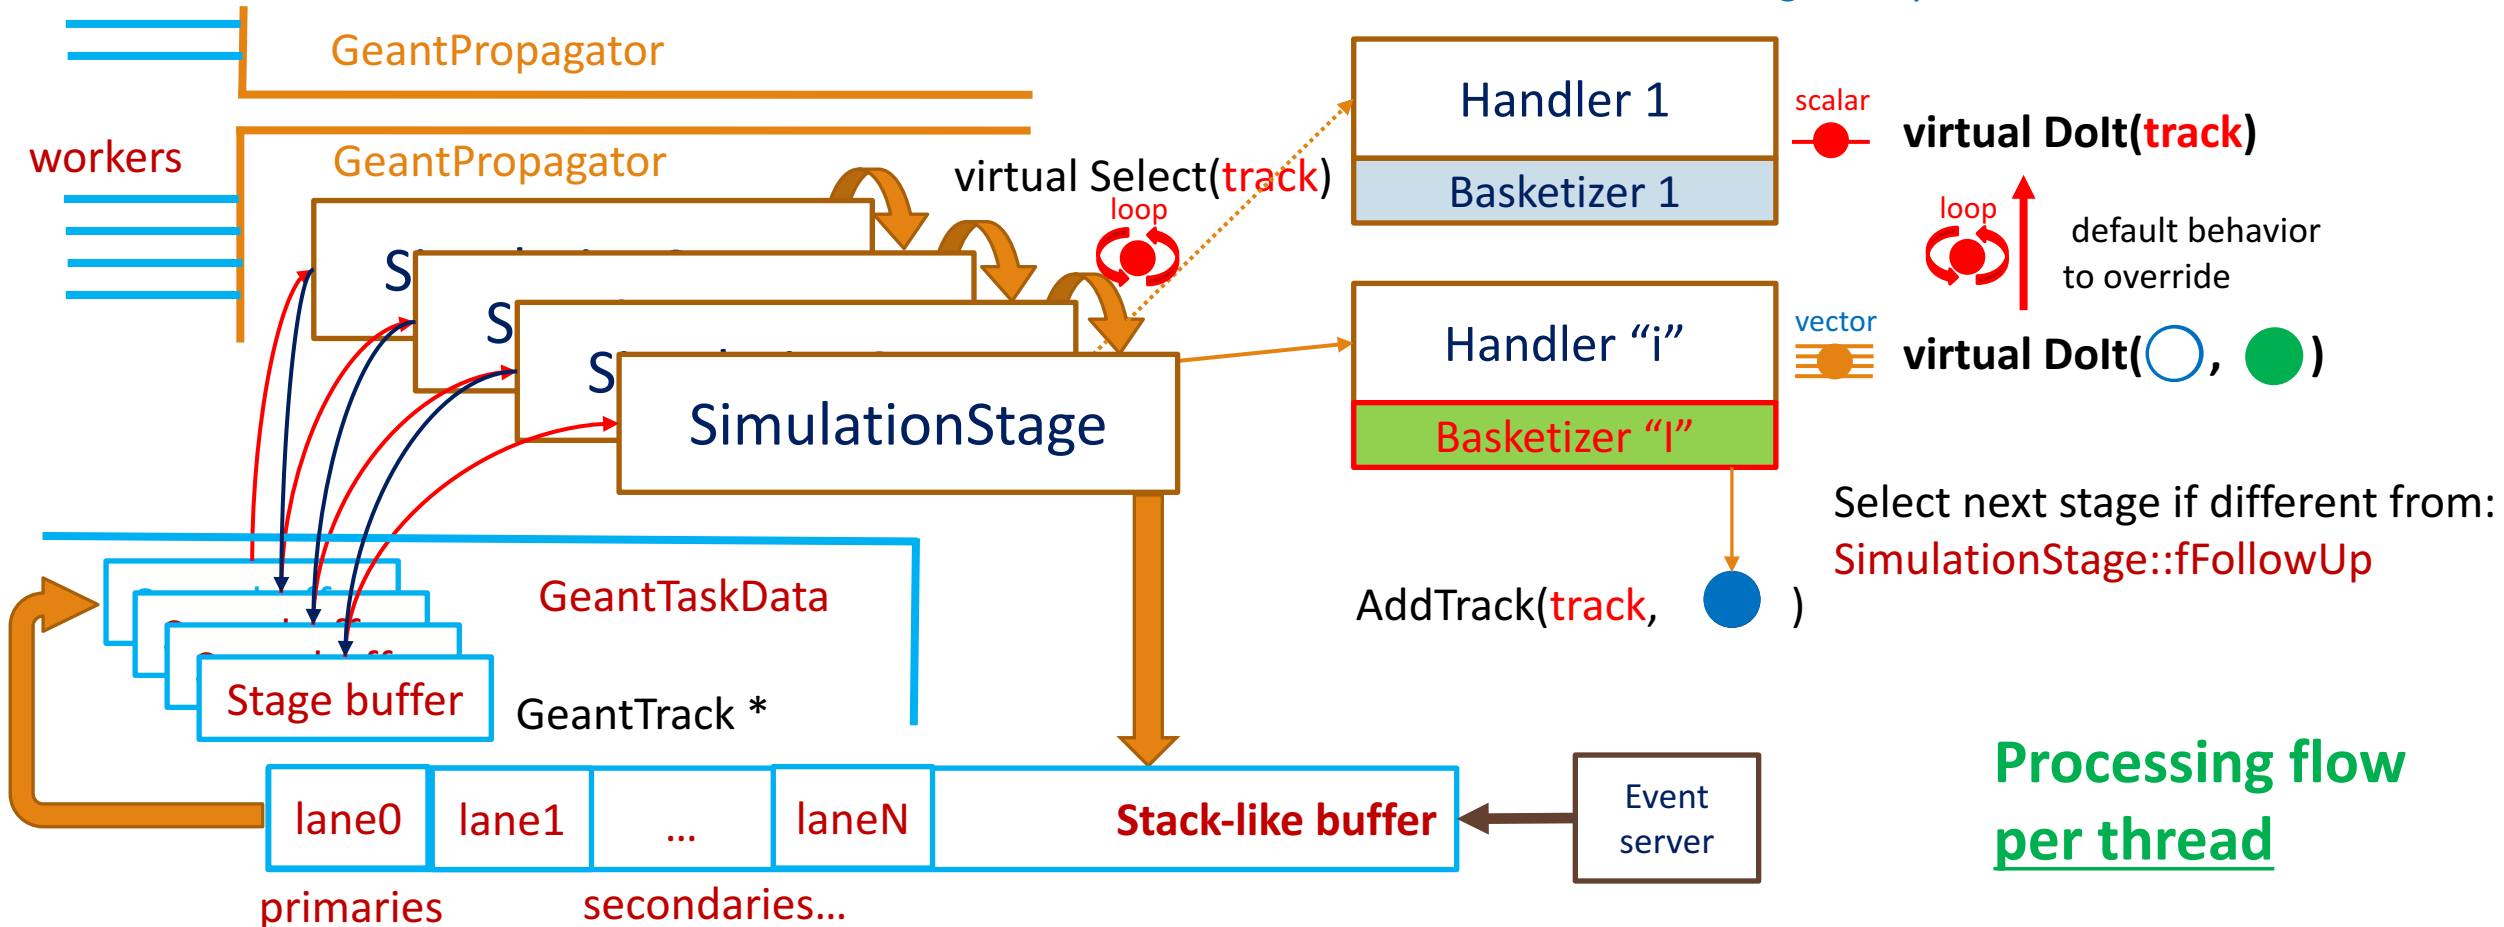 GeantPropagator
workers
GeantPropagator
virtual Select(track)
loop
Handler 1
Basketizer 1
scalar
virtual DoIt(track)
loop
default behavior
to override
Handler “i”
Basketizer “I”
vector
virtual DoIt( , )
SimulationStage
Select next stage if different from:
SimulationStage::fFollowUp
AddTrack(track, )
GeantTaskData
Stage buffer
GeantTrack *
lane0
lane1
...
laneN
Stack-like buffer
Event
server
primaries
secondaries...
Processing flow
per thread